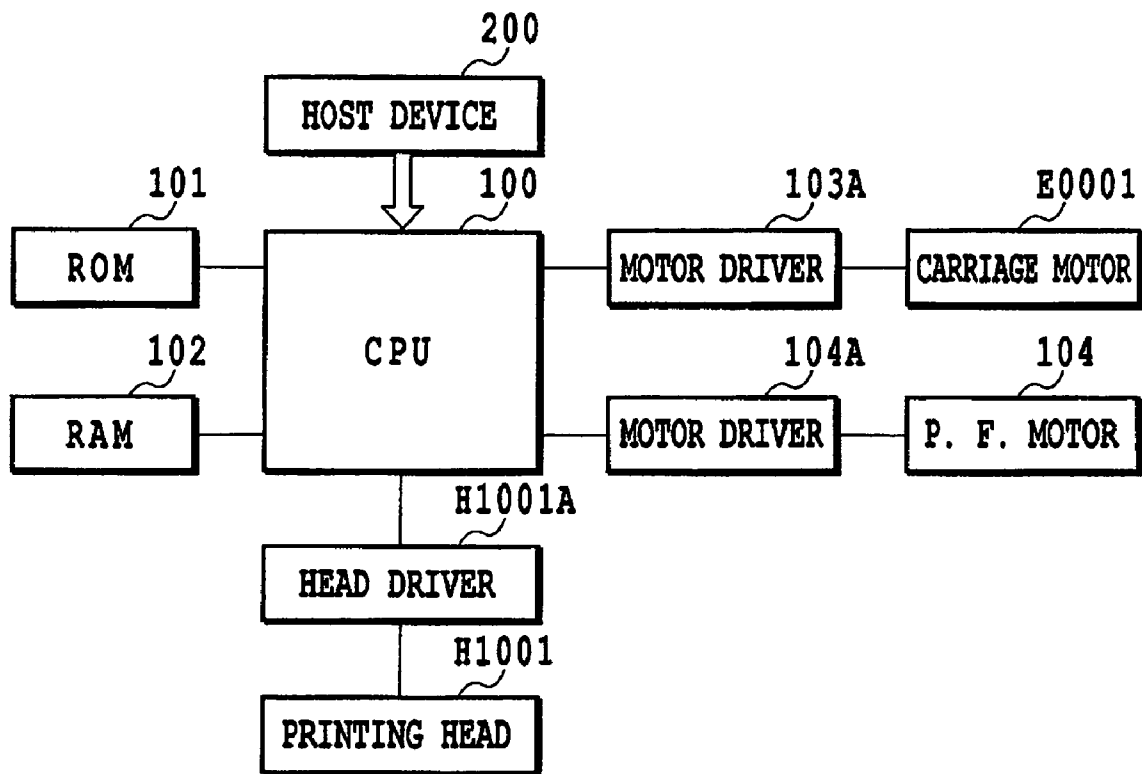 200
HOST DEVICE
101
100
103A
E0001
ROM
MOTOR DRIVER
CARRIAGE MOTOR
CPU
102
104A
104
RAM
MOTOR DRIVER
P. F. MOTOR
H1001A
HEAD DRIVER
H1001
PRINTING HEAD